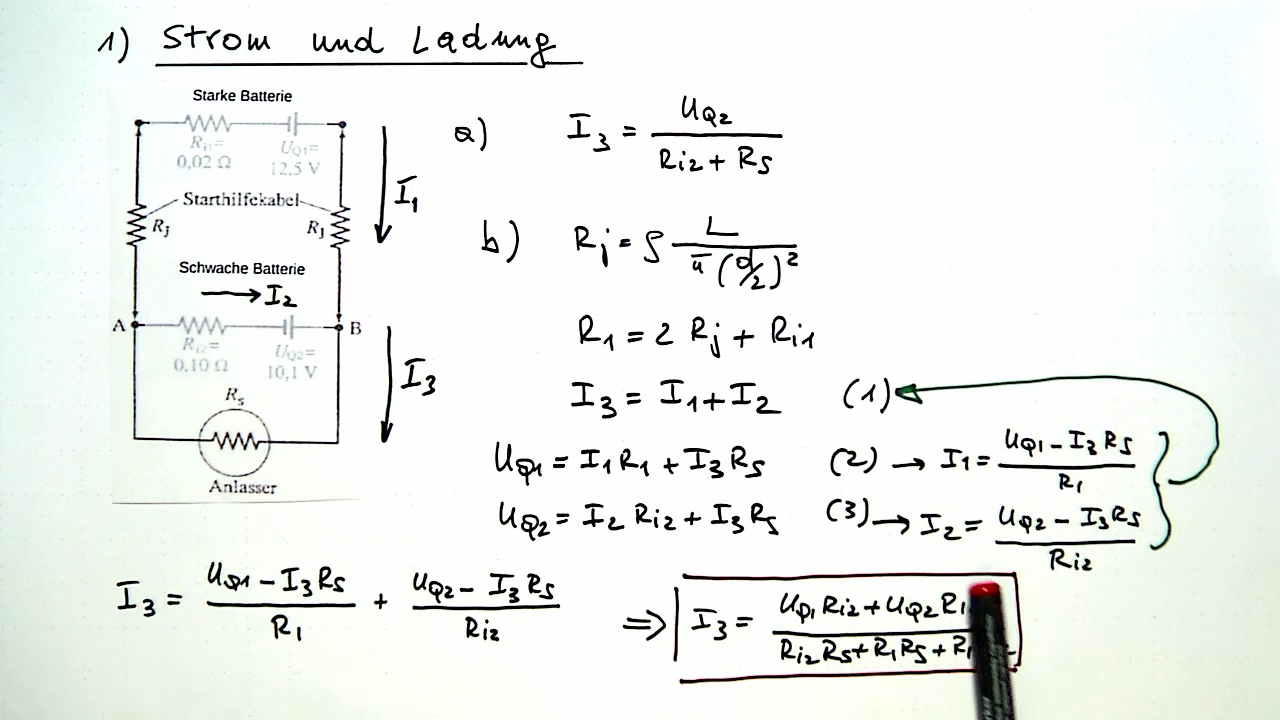 1) Strom und Ladung
Starke Batterie
R_i1=
0,02 Ω
U_Q1=
12,5 V
I_1
Starthilfekabel
R_J
R_J
Schwache Batterie
→ I_2
A
B
R_i2=
0,10 Ω
U_Q2=
10,1 V
I_3
R_s
Anlasser
a) I_3 = U_Q2 / (R_i2 + R_S)
b) R_j = ρ L / (π (d/2)²)
R_1 = 2 R_j + R_i1
I_3 = I_1 + I_2 (1)
U_Q1 = I_1 R_1 + I_3 R_S (2) → I_1 = (U_Q1 - I_3 R_S) / R_1
U_Q2 = I_2 R_i2 + I_3 R_S (3) → I_2 = (U_Q2 - I_3 R_S) / R_i2
I_3 = (U_Q1 - I_3 R_S) / R_1 + (U_Q2 - I_3 R_S) / R_i2 ⇒ I_3 = (U_Q1 R_i2 + U_Q2 R_1) / (R_i2 R_S + R_1 R_S + R_1